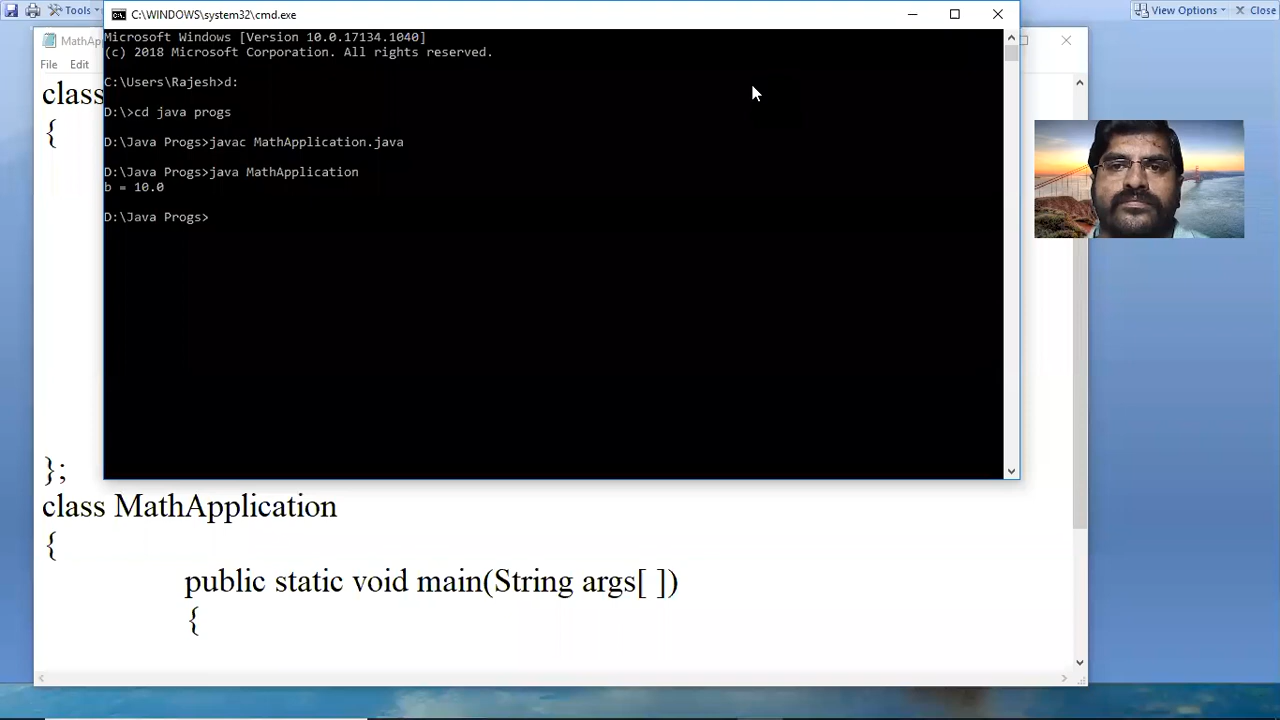 Tools
C:\WINDOWS\system32\cmd.exe
View Options
Close
MathAp
File Edit
Microsoft Windows [Version 10.0.17134.1040]
(c) 2018 Microsoft Corporation. All rights reserved.
C:\Users\Rajesh>d:
D:\>cd java progs
D:\Java Progs>javac MathApplication.java
D:\Java Progs>java MathApplication
b = 10.0
D:\Java Progs>
class
{
};
class MathApplication
{
public static void main(String args[ ])
{